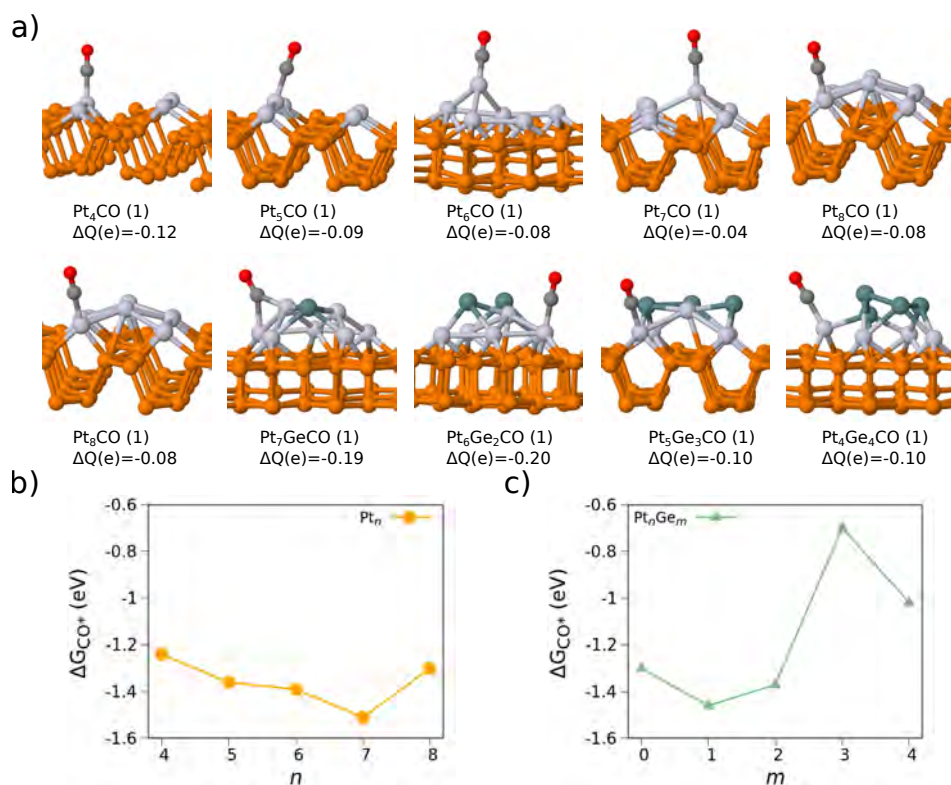 a)
Pt4CO (1)
ΔQ(e)=-0.12
Pt5CO (1)
ΔQ(e)=-0.09
Pt6CO (1)
ΔQ(e)=-0.08
Pt7CO (1)
ΔQ(e)=-0.04
Pt8CO (1)
ΔQ(e)=-0.08
Pt8CO (1)
ΔQ(e)=-0.08
Pt7GeCO (1)
ΔQ(e)=-0.19
Pt6Ge2CO (1)
ΔQ(e)=-0.20
Pt5Ge3CO (1)
ΔQ(e)=-0.10
Pt4Ge4CO (1)
ΔQ(e)=-0.10
b)
Ptn
ΔGCO* (eV)
-0.6
-0.8
-1
-1.2
-1.4
-1.6
4
5
6
7
8
n
c)
PtnGem
ΔGCO* (eV)
-0.6
-0.8
-1
-1.2
-1.4
-1.6
0
1
2
3
4
m